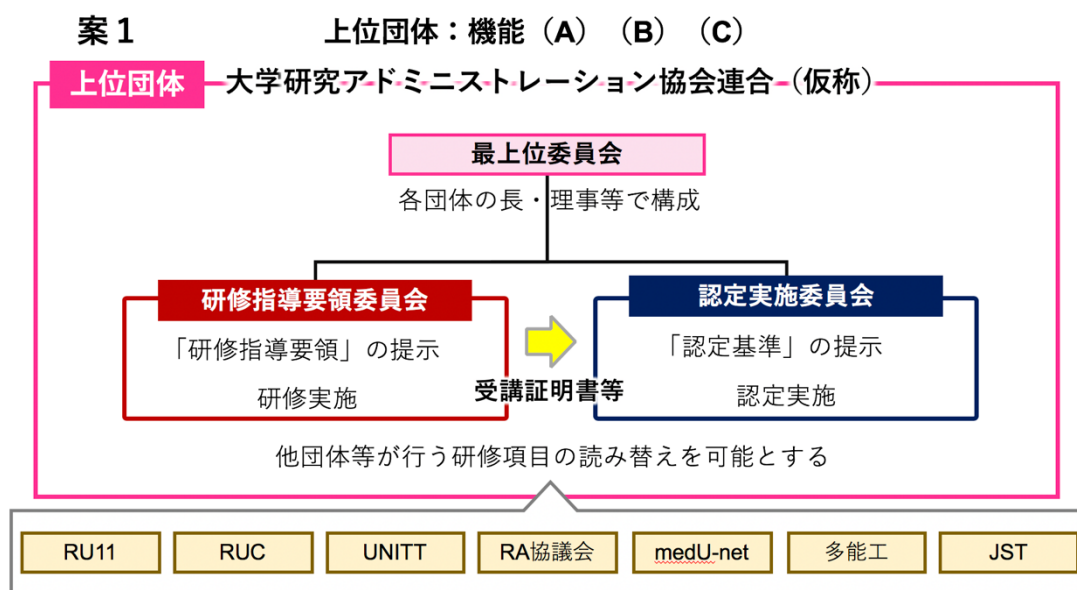 案１
上位団体：機能（A）（B）（C）
上位団体
大学研究アドミニストレーション協会連合（仮称）
最上位委員会
各団体の長・理事等で構成
研修指導要領委員会
「研修指導要領」の提示
研修実施
受講証明書等
認定実施委員会
「認定基準」の提示
認定実施
他団体等が行う研修項目の読み替えを可能とする
RU11
RUC
UNITT
RA協議会
medU-net
多能工
JST